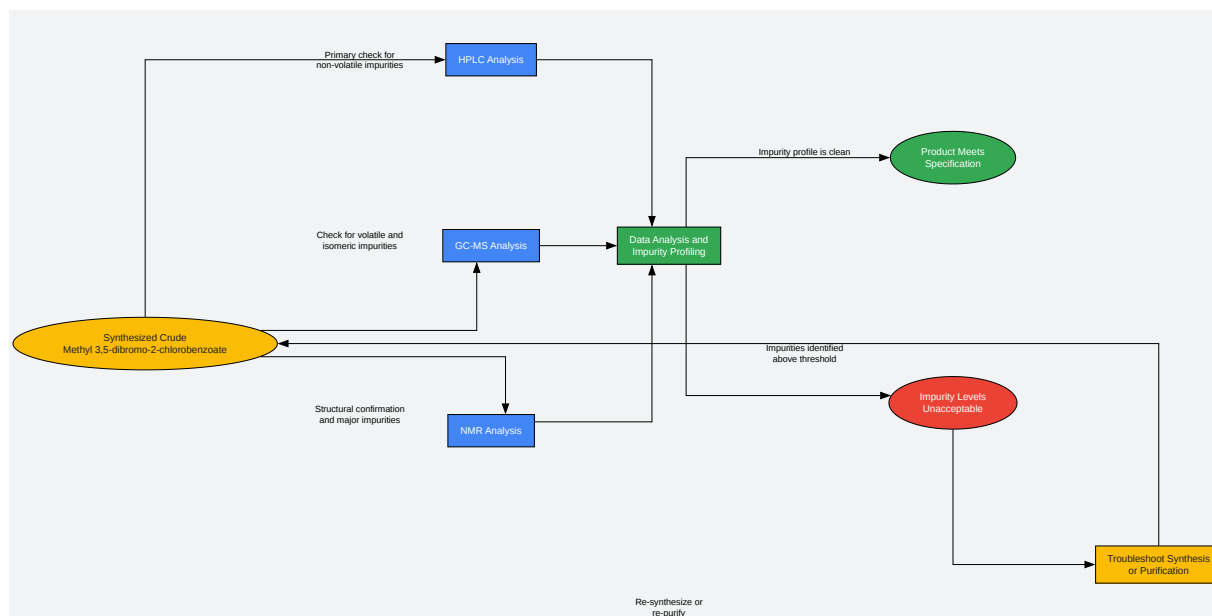 Primary check for
non-volatile impurities
HPLC Analysis
Impurity profile is clean
Product Meets
Specification
Check for volatile and
isomeric impurities
GC-MS Analysis
Data Analysis and
Impurity Profiling
Synthesized Crude
Methyl 3,5-dibromo-2-chlorobenzoate
Impurities identified
above threshold
Structural confirmation
and major impurities
NMR Analysis
Impurity Levels
Unacceptable
Troubleshoot Synthesis
or Purification
Re-synthesize or
re-purify